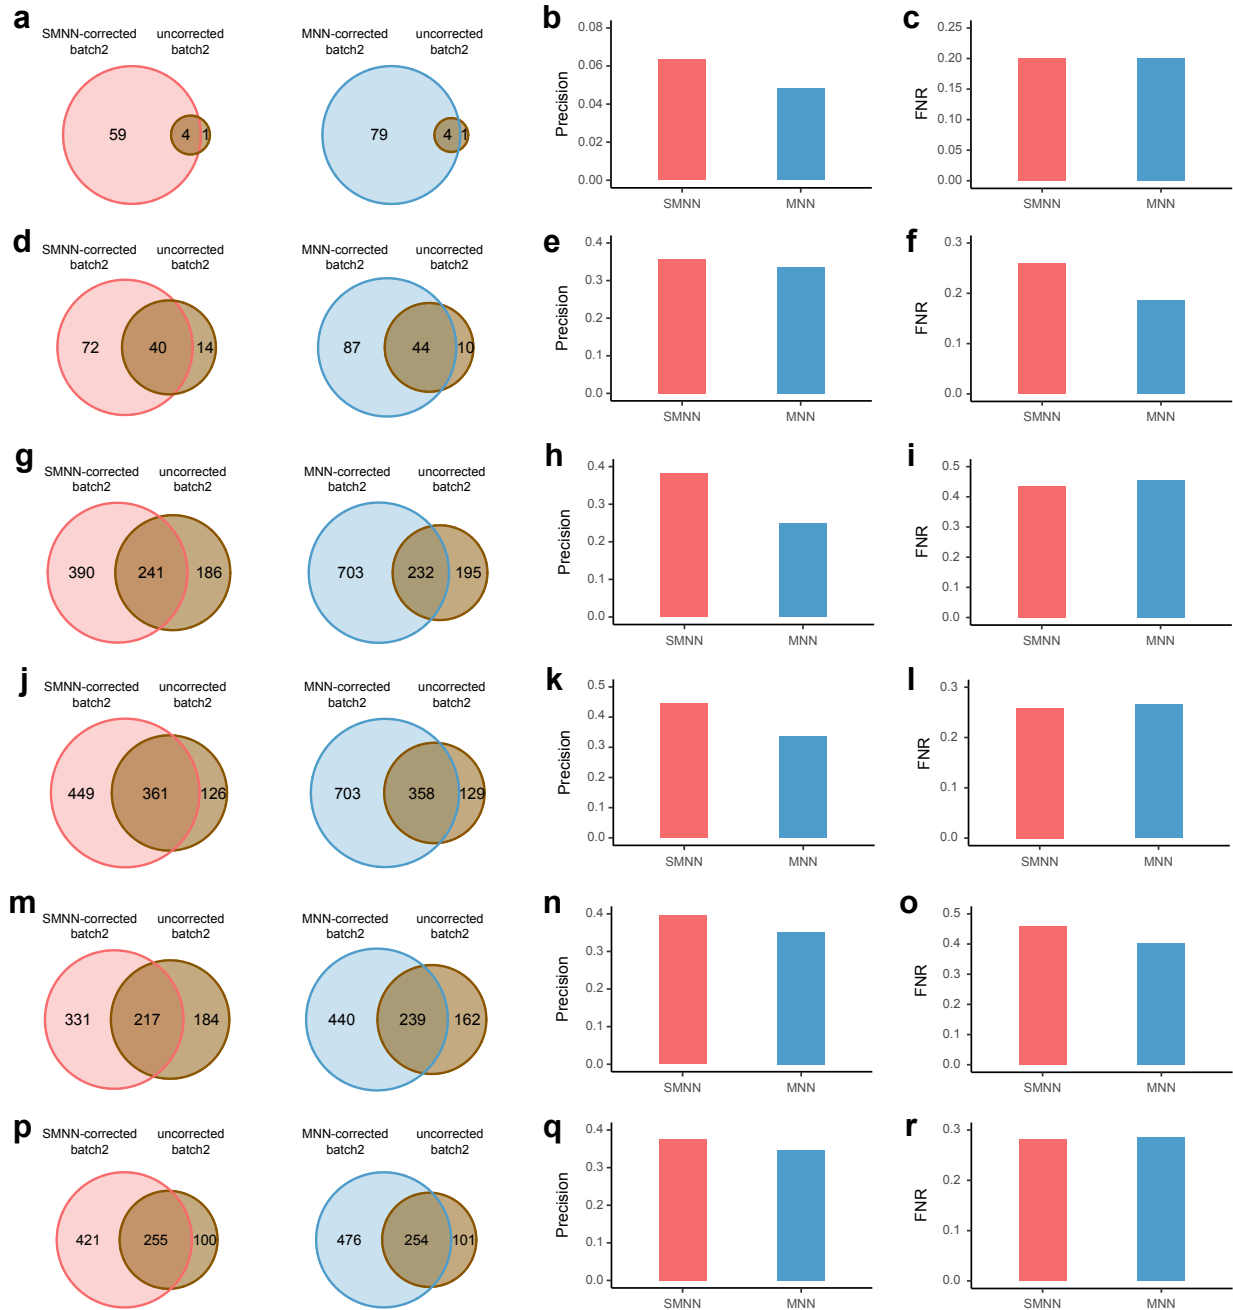 a
SMNN-corrected
batch2
uncorrected
batch2
59
4
1
MNN-corrected
batch2
uncorrected
batch2
79
4
1
b
Precision
0.08
0.06
0.04
0.02
0.00
SMNN
MNN
c
FNR
0.25
0.20
0.15
0.10
0.05
0.00
SMNN
MNN
d
SMNN-corrected
batch2
uncorrected
batch2
72
40
14
MNN-corrected
batch2
uncorrected
batch2
87
44
10
e
Precision
0.4
0.3
0.2
0.1
0.0
SMNN
MNN
f
FNR
0.3
0.2
0.1
0.0
SMNN
MNN
g
SMNN-corrected
batch2
uncorrected
batch2
390
241
186
MNN-corrected
batch2
uncorrected
batch2
703
232
195
h
Precision
0.4
0.3
0.2
0.1
0.0
SMNN
MNN
i
FNR
0.5
0.4
0.3
0.2
0.1
0.0
SMNN
MNN
j
SMNN-corrected
batch2
uncorrected
batch2
449
361
126
MNN-corrected
batch2
uncorrected
batch2
703
358
129
k
Precision
0.5
0.4
0.3
0.2
0.1
0.0
SMNN
MNN
l
FNR
0.3
0.2
0.1
0.0
SMNN
MNN
m
SMNN-corrected
batch2
uncorrected
batch2
331
217
184
MNN-corrected
batch2
uncorrected
batch2
440
239
162
n
Precision
0.4
0.3
0.2
0.1
0.0
SMNN
MNN
o
FNR
0.5
0.4
0.3
0.2
0.1
0.0
SMNN
MNN
p
SMNN-corrected
batch2
uncorrected
batch2
421
255
100
MNN-corrected
batch2
uncorrected
batch2
476
254
101
q
Precision
0.4
0.3
0.2
0.1
0.0
SMNN
MNN
r
FNR
0.3
0.2
0.1
0.0
SMNN
MNN